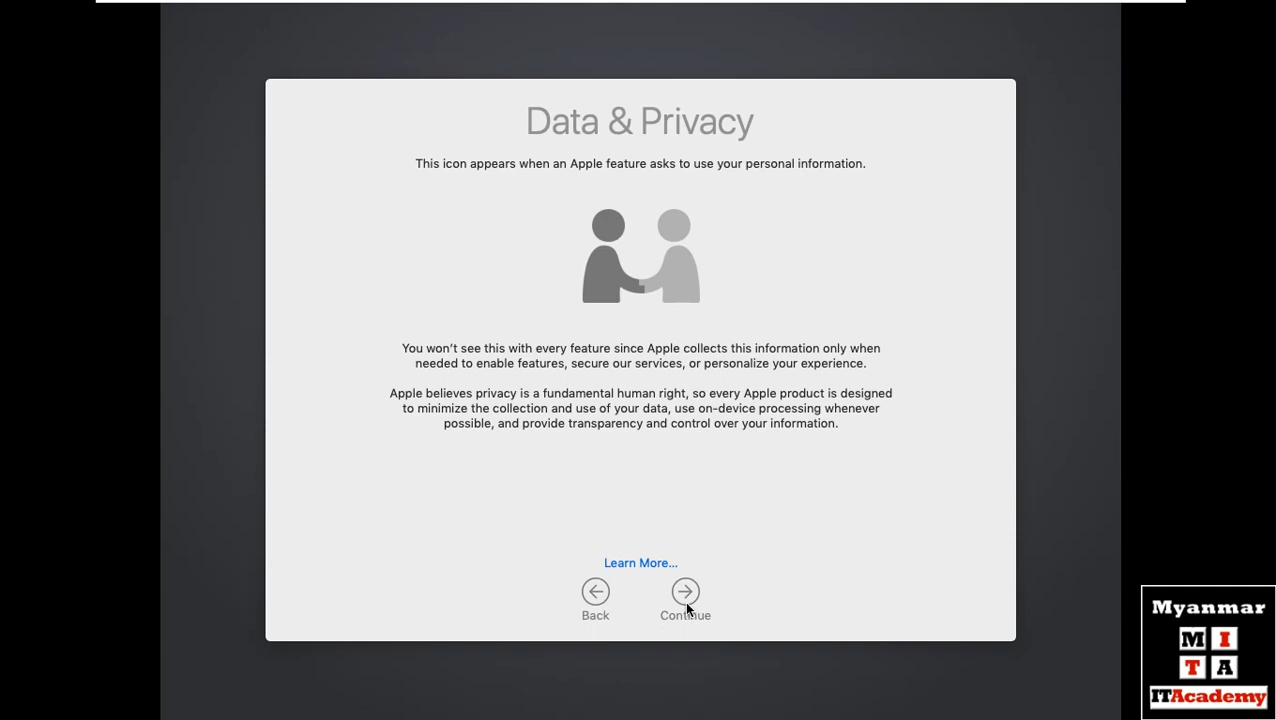 Data & Privacy
This icon appears when an Apple feature asks to use your personal information.
You won't see this with every feature since Apple collects this information only when
needed to enable features, secure our services, or personalize your experience.
Apple believes privacy is a fundamental human right, so every Apple product is designed
to minimize the collection and use of your data, use on-device processing whenever
possible, and provide transparency and control over your information.
Learn More...
Back
Continue
Myanmar
M I
T A
ITAcademy